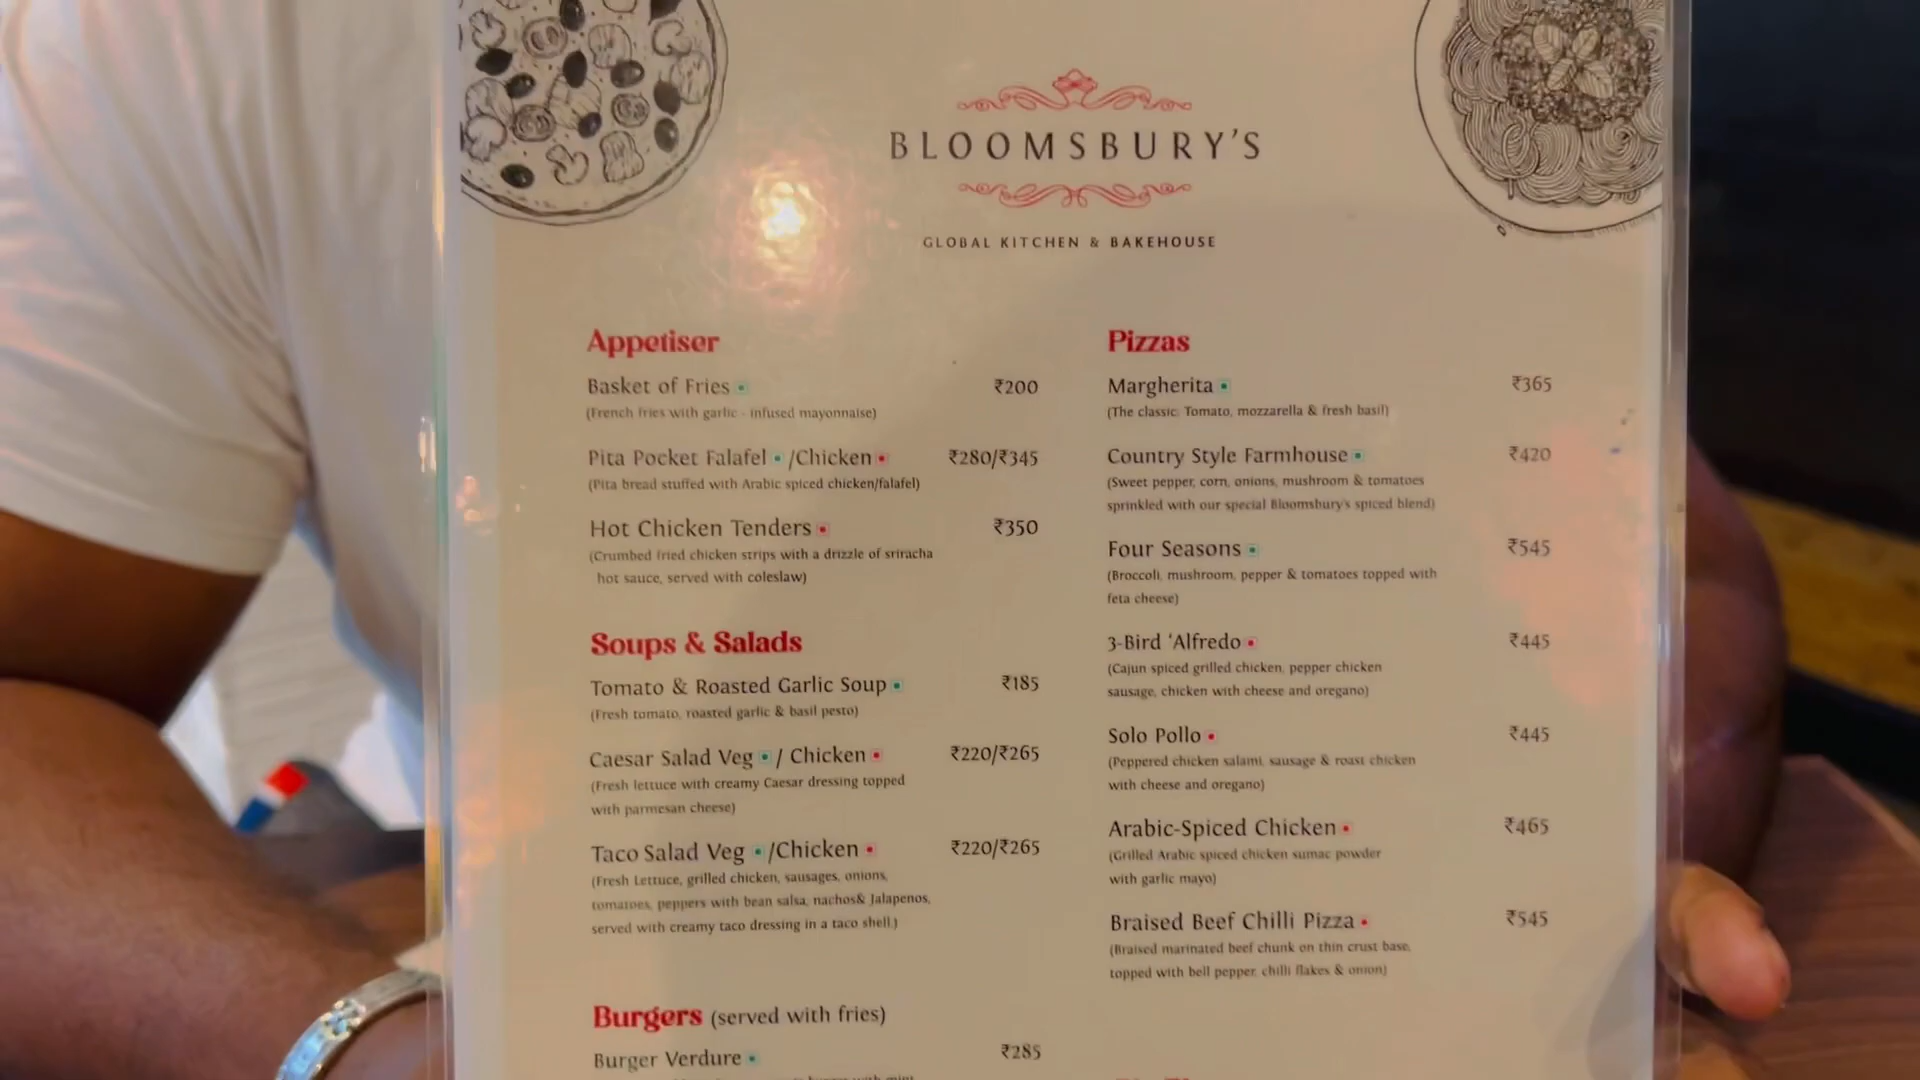 BLOOMSBURY'S
GLOBAL KITCHEN & BAKEHOUSE
Appetiser
Basket of Fries ₹200
(French fries with garlic - infused mayonnaise)
Pita Pocket Falafel /Chicken ₹280/₹345
(Pita bread stuffed with Arabic spiced chicken/falafel)
Hot Chicken Tenders ₹350
(Crumbed fried chicken strips with a drizzle of sriracha
hot sauce, served with coleslaw)
Soups & Salads
Tomato & Roasted Garlic Soup ₹185
(Fresh tomato, roasted garlic & basil pesto)
Caesar Salad Veg / Chicken ₹220/₹265
(Fresh lettuce with creamy Caesar dressing topped
with parmesan cheese)
Taco Salad Veg /Chicken ₹220/₹265
(Fresh Lettuce, grilled chicken, sausages, onions,
tomatoes, peppers with bean salsa, nachos& Jalapenos,
served with creamy taco dressing in a taco shell.)
Burgers (served with fries)
Burger Verdure ₹285
Pizzas
Margherita ₹365
(The classic: Tomato, mozzarella & fresh basil)
Country Style Farmhouse ₹420
(Sweet pepper, corn, onions, mushroom & tomatoes
sprinkled with our special Bloomsbury's spiced blend)
Four Seasons ₹545
(Broccoli, mushroom, pepper & tomatoes topped with
feta cheese)
3-Bird 'Alfredo ₹445
(Cajun spiced grilled chicken, pepper chicken
sausage, chicken with cheese and oregano)
Solo Pollo ₹445
(Peppered chicken salami, sausage & roast chicken
with cheese and oregano)
Arabic-Spiced Chicken ₹465
(Grilled Arabic spiced chicken sumac powder
with garlic mayo)
Braised Beef Chilli Pizza ₹545
(Braised marinated beef chunk on thin crust base,
topped with bell pepper, chilli flakes & onion)